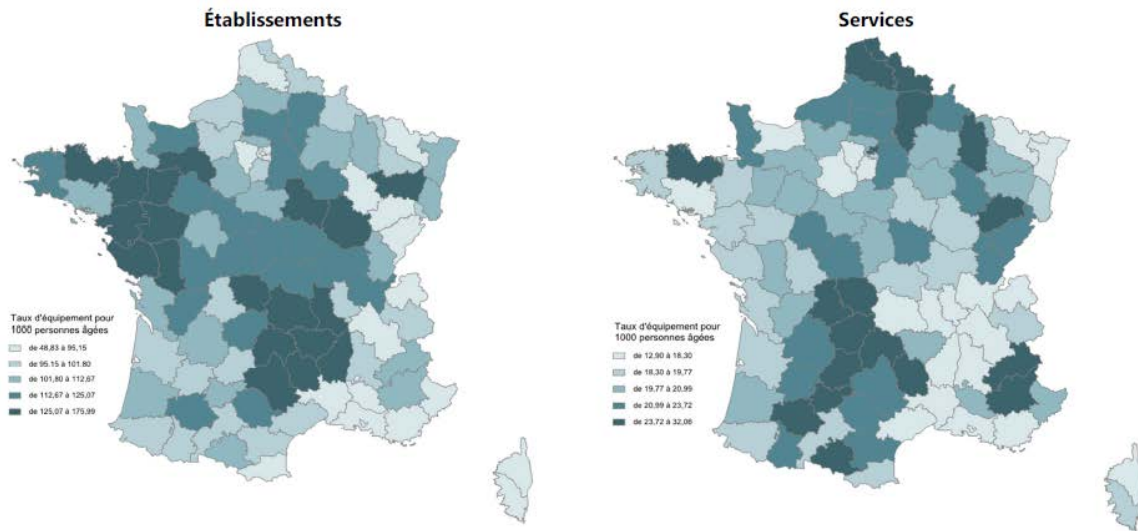 Établissements
Services
Taux d'équipement pour
1000 personnes âgées
de 48,83 à 95,15
de 95.15 à 101.80
de 101,80 à 112,67
de 112,67 à 125,07
de 125,07 à 175,99
Taux d'équipement pour
1000 personnes âgées
de 12,90 à 18,30
de 18,30 à 19,77
de 19,77 à 20,99
de 20,99 à 23,72
de 23,72 à 32,06